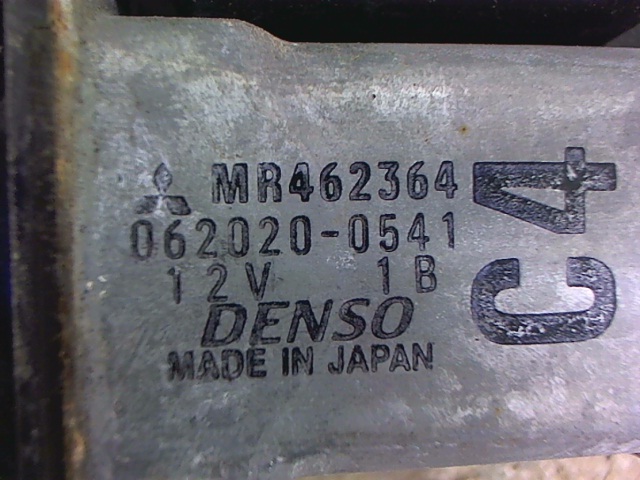 MR462364
062020-0541
12V 1B
DENSO
MADE IN JAPAN
C4